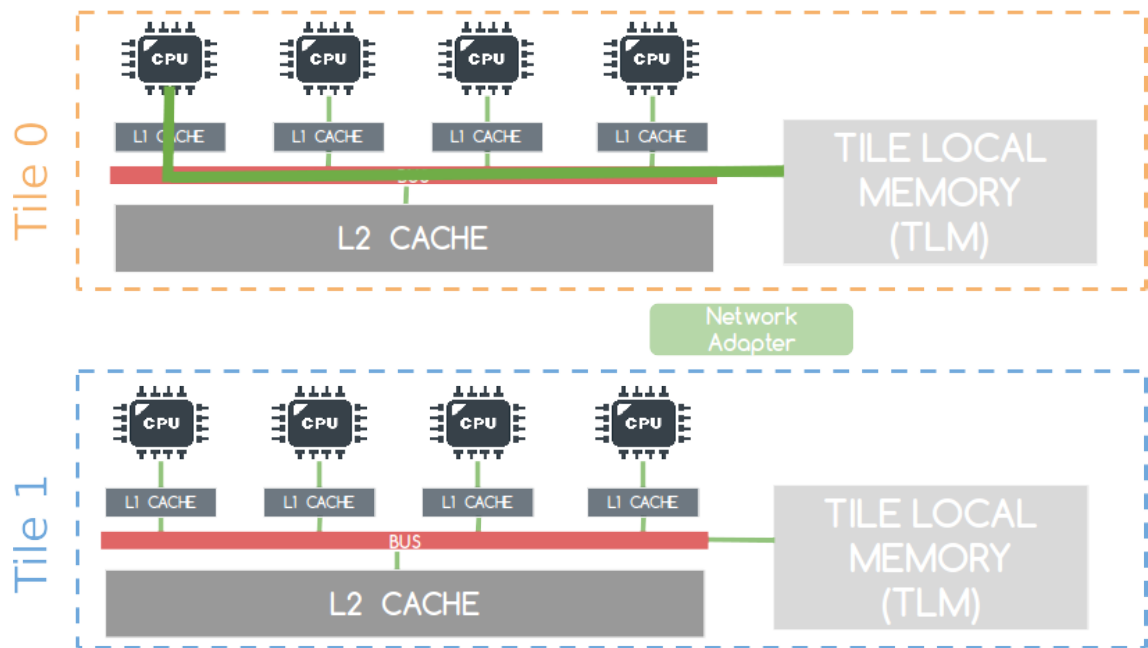 Tile 0
CPU CPU CPU CPU
L1 CACHE L1 CACHE L1 CACHE L1 CACHE
BUS
L2 CACHE
TILE LOCAL
MEMORY
(TLM)
Network
Adapter
Tile 1
CPU CPU CPU CPU
L1 CACHE L1 CACHE L1 CACHE L1 CACHE
BUS
L2 CACHE
TILE LOCAL
MEMORY
(TLM)